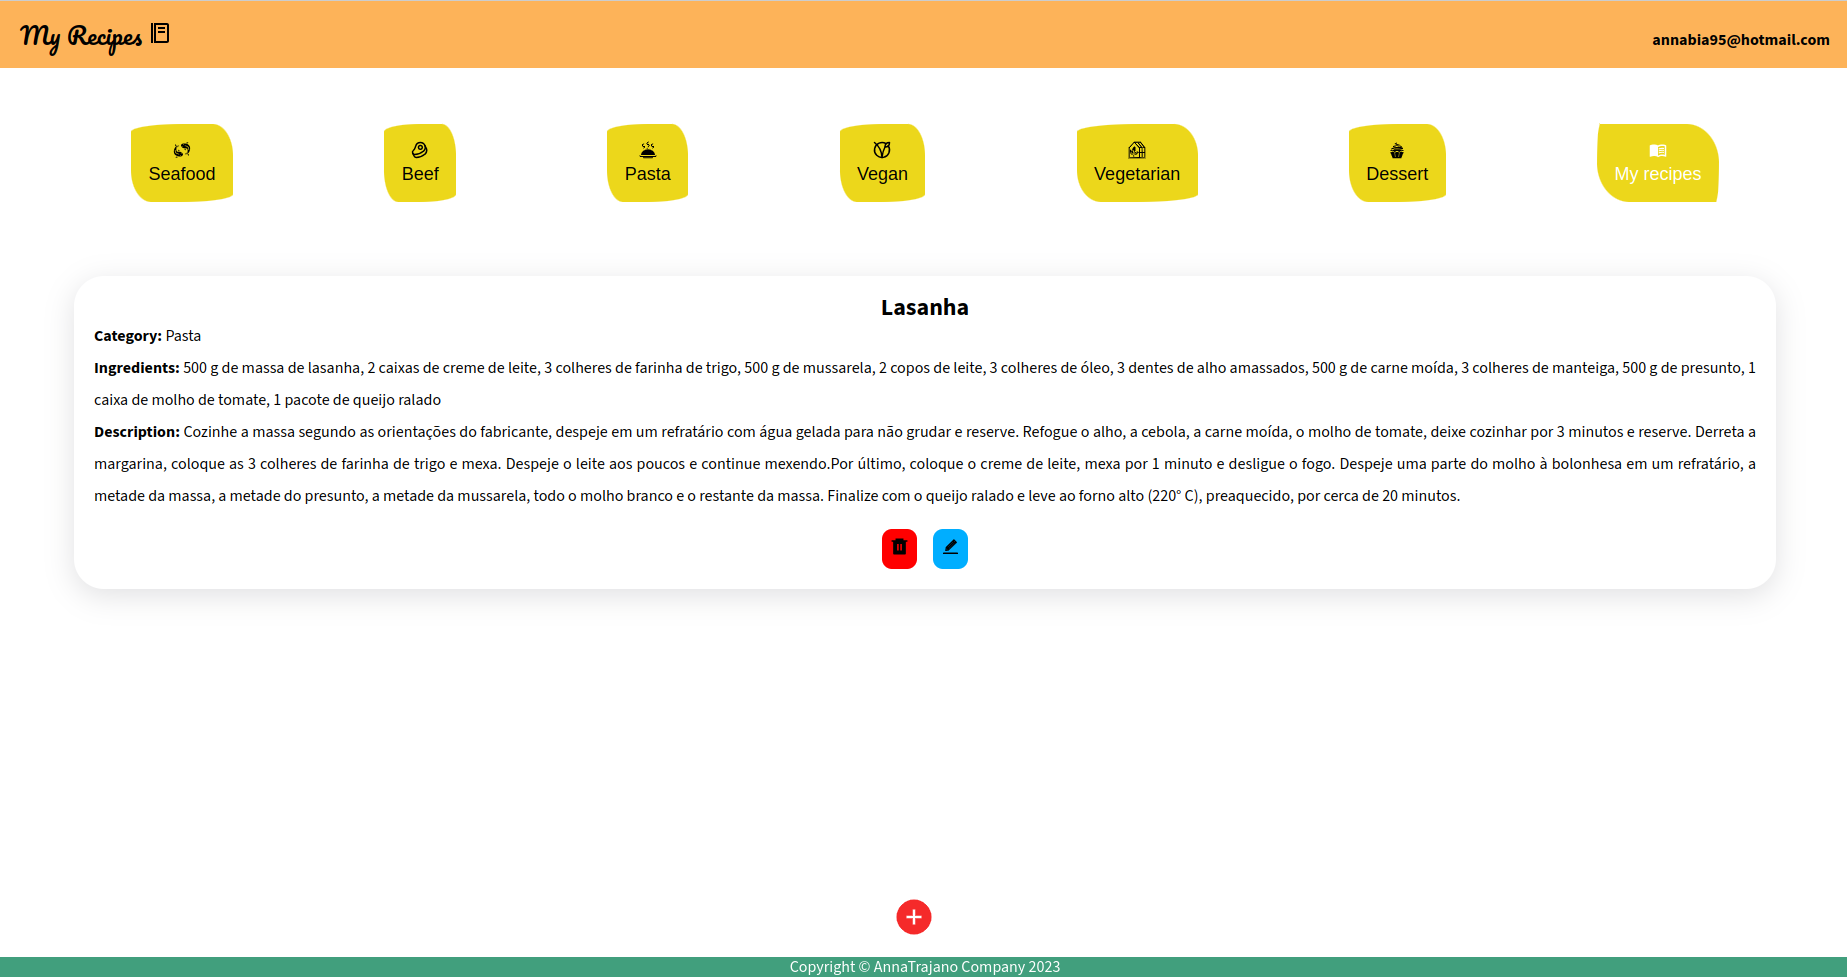 My Recipes
annabia95@hotmail.com
Seafood
Beef
Pasta
Vegan
Vegetarian
Dessert
My recipes
Lasanha
Category: Pasta
Ingredients: 500 g de massa de lasanha, 2 caixas de creme de leite, 3 colheres de farinha de trigo, 500 g de mussarela, 2 copos de leite, 3 colheres de óleo, 3 dentes de alho amassados, 500 g de carne moída, 3 colheres de manteiga, 500 g de presunto, 1
caixa de molho de tomate, 1 pacote de queijo ralado
Description: Cozinhe a massa segundo as orientações do fabricante, despeje em um refratário com água gelada para não grudar e reserve. Refogue o alho, a cebola, a carne moída, o molho de tomate, deixe cozinhar por 3 minutos e reserve. Derreta a
margarina, coloque as 3 colheres de farinha de trigo e mexa. Despeje o leite aos poucos e continue mexendo.Por último, coloque o creme de leite, mexa por 1 minuto e desligue o fogo. Despeje uma parte do molho à bolonhesa em um refratário, a
metade da massa, a metade do presunto, a metade da mussarela, todo o molho branco e o restante da massa. Finalize com o queijo ralado e leve ao forno alto (220° C), preaquecido, por cerca de 20 minutos.
Copyright © AnnaTrajano Company 2023